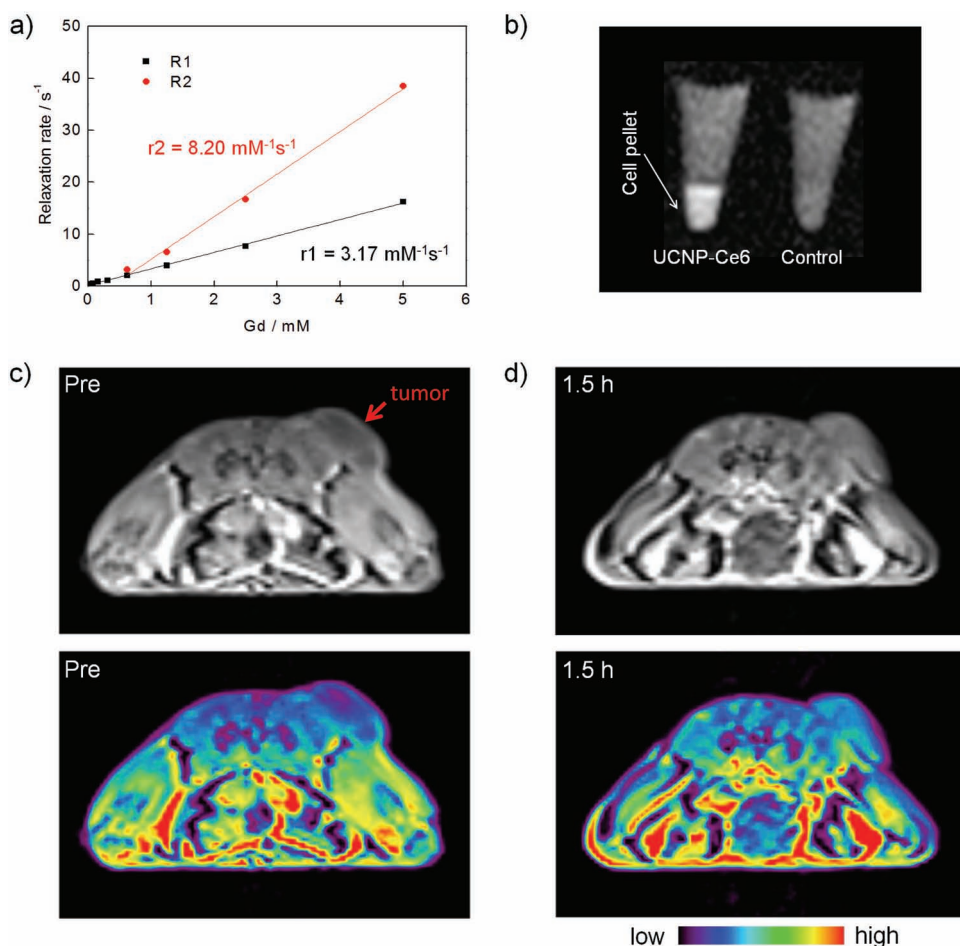 a)
50
40
30
20
10
0
Relaxation rate / s⁻¹
R1
R2
r2 = 8.20 mM⁻¹s⁻¹
r1 = 3.17 mM⁻¹s⁻¹
0 1 2 3 4 5 6
Gd / mM
b)
Cell pellet
UCNP-Ce6 Control
c)
Pre
tumor
Pre
d)
1.5 h
1.5 h
low high